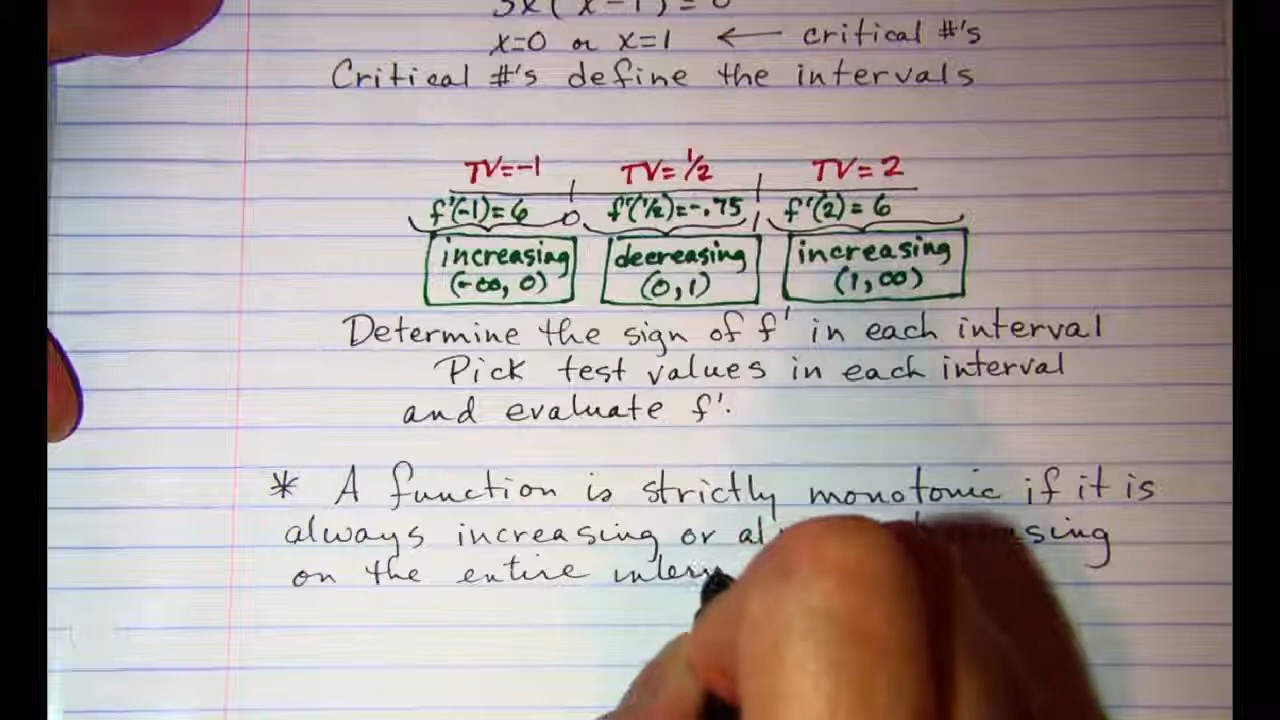 3x(x-1)=0
x=0 or x=1 ← critical #'s
Critical #'s define the intervals
TV=-1 TV=1/2 TV=2
f'(-1)=6 0 f'(1/2)=-.75 1 f'(2)=6
increasing decreasing increasing
(-∞, 0) (0,1) (1,∞)
Determine the sign of f' in each interval
Pick test values in each interval
and evaluate f'.
* A function is strictly monotonic if it is
always increasing or
on the entire